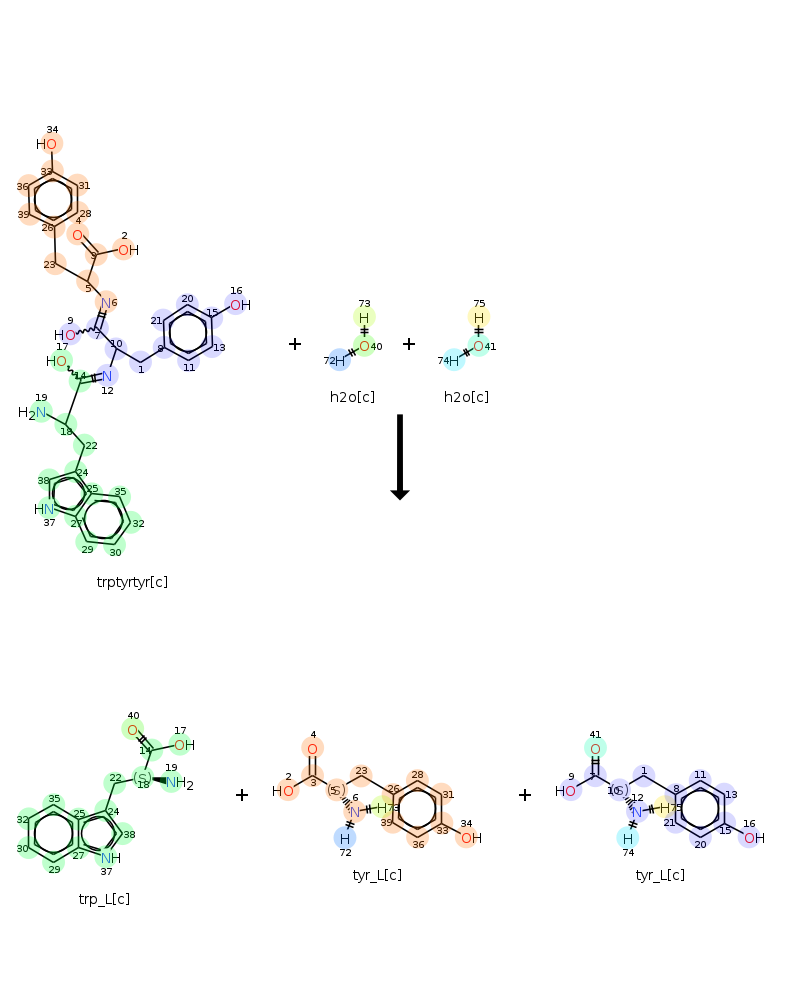 34
HO
33
36
31
39
28
26
4
2
O
OH
3
23
5
N
6
9
HO
7
17
HO
10
14
N
12
19
H2N
18
22
24
38
25
35
HN
37
27
32
29
30
20
16
OH
21
15
8
13
11
1
trptyrtyr[c]
+
73
H
O
40
72
H
h2o[c]
+
75
H
O
41
74
H
h2o[c]
40
O
17
OH
14
19
(S)
NH2
18
22
35
24
25
32
38
30
27
NH
29
37
trp_L[c]
+
4
O
2
HO
3
23
5
(S)
6
N
H
73
H
72
26
28
31
39
33
34
OH
36
tyr_L[c]
+
41
O
9
HO
7
1
10
(S)
12
N
H
75
H
74
8
11
13
21
15
16
OH
20
tyr_L[c]